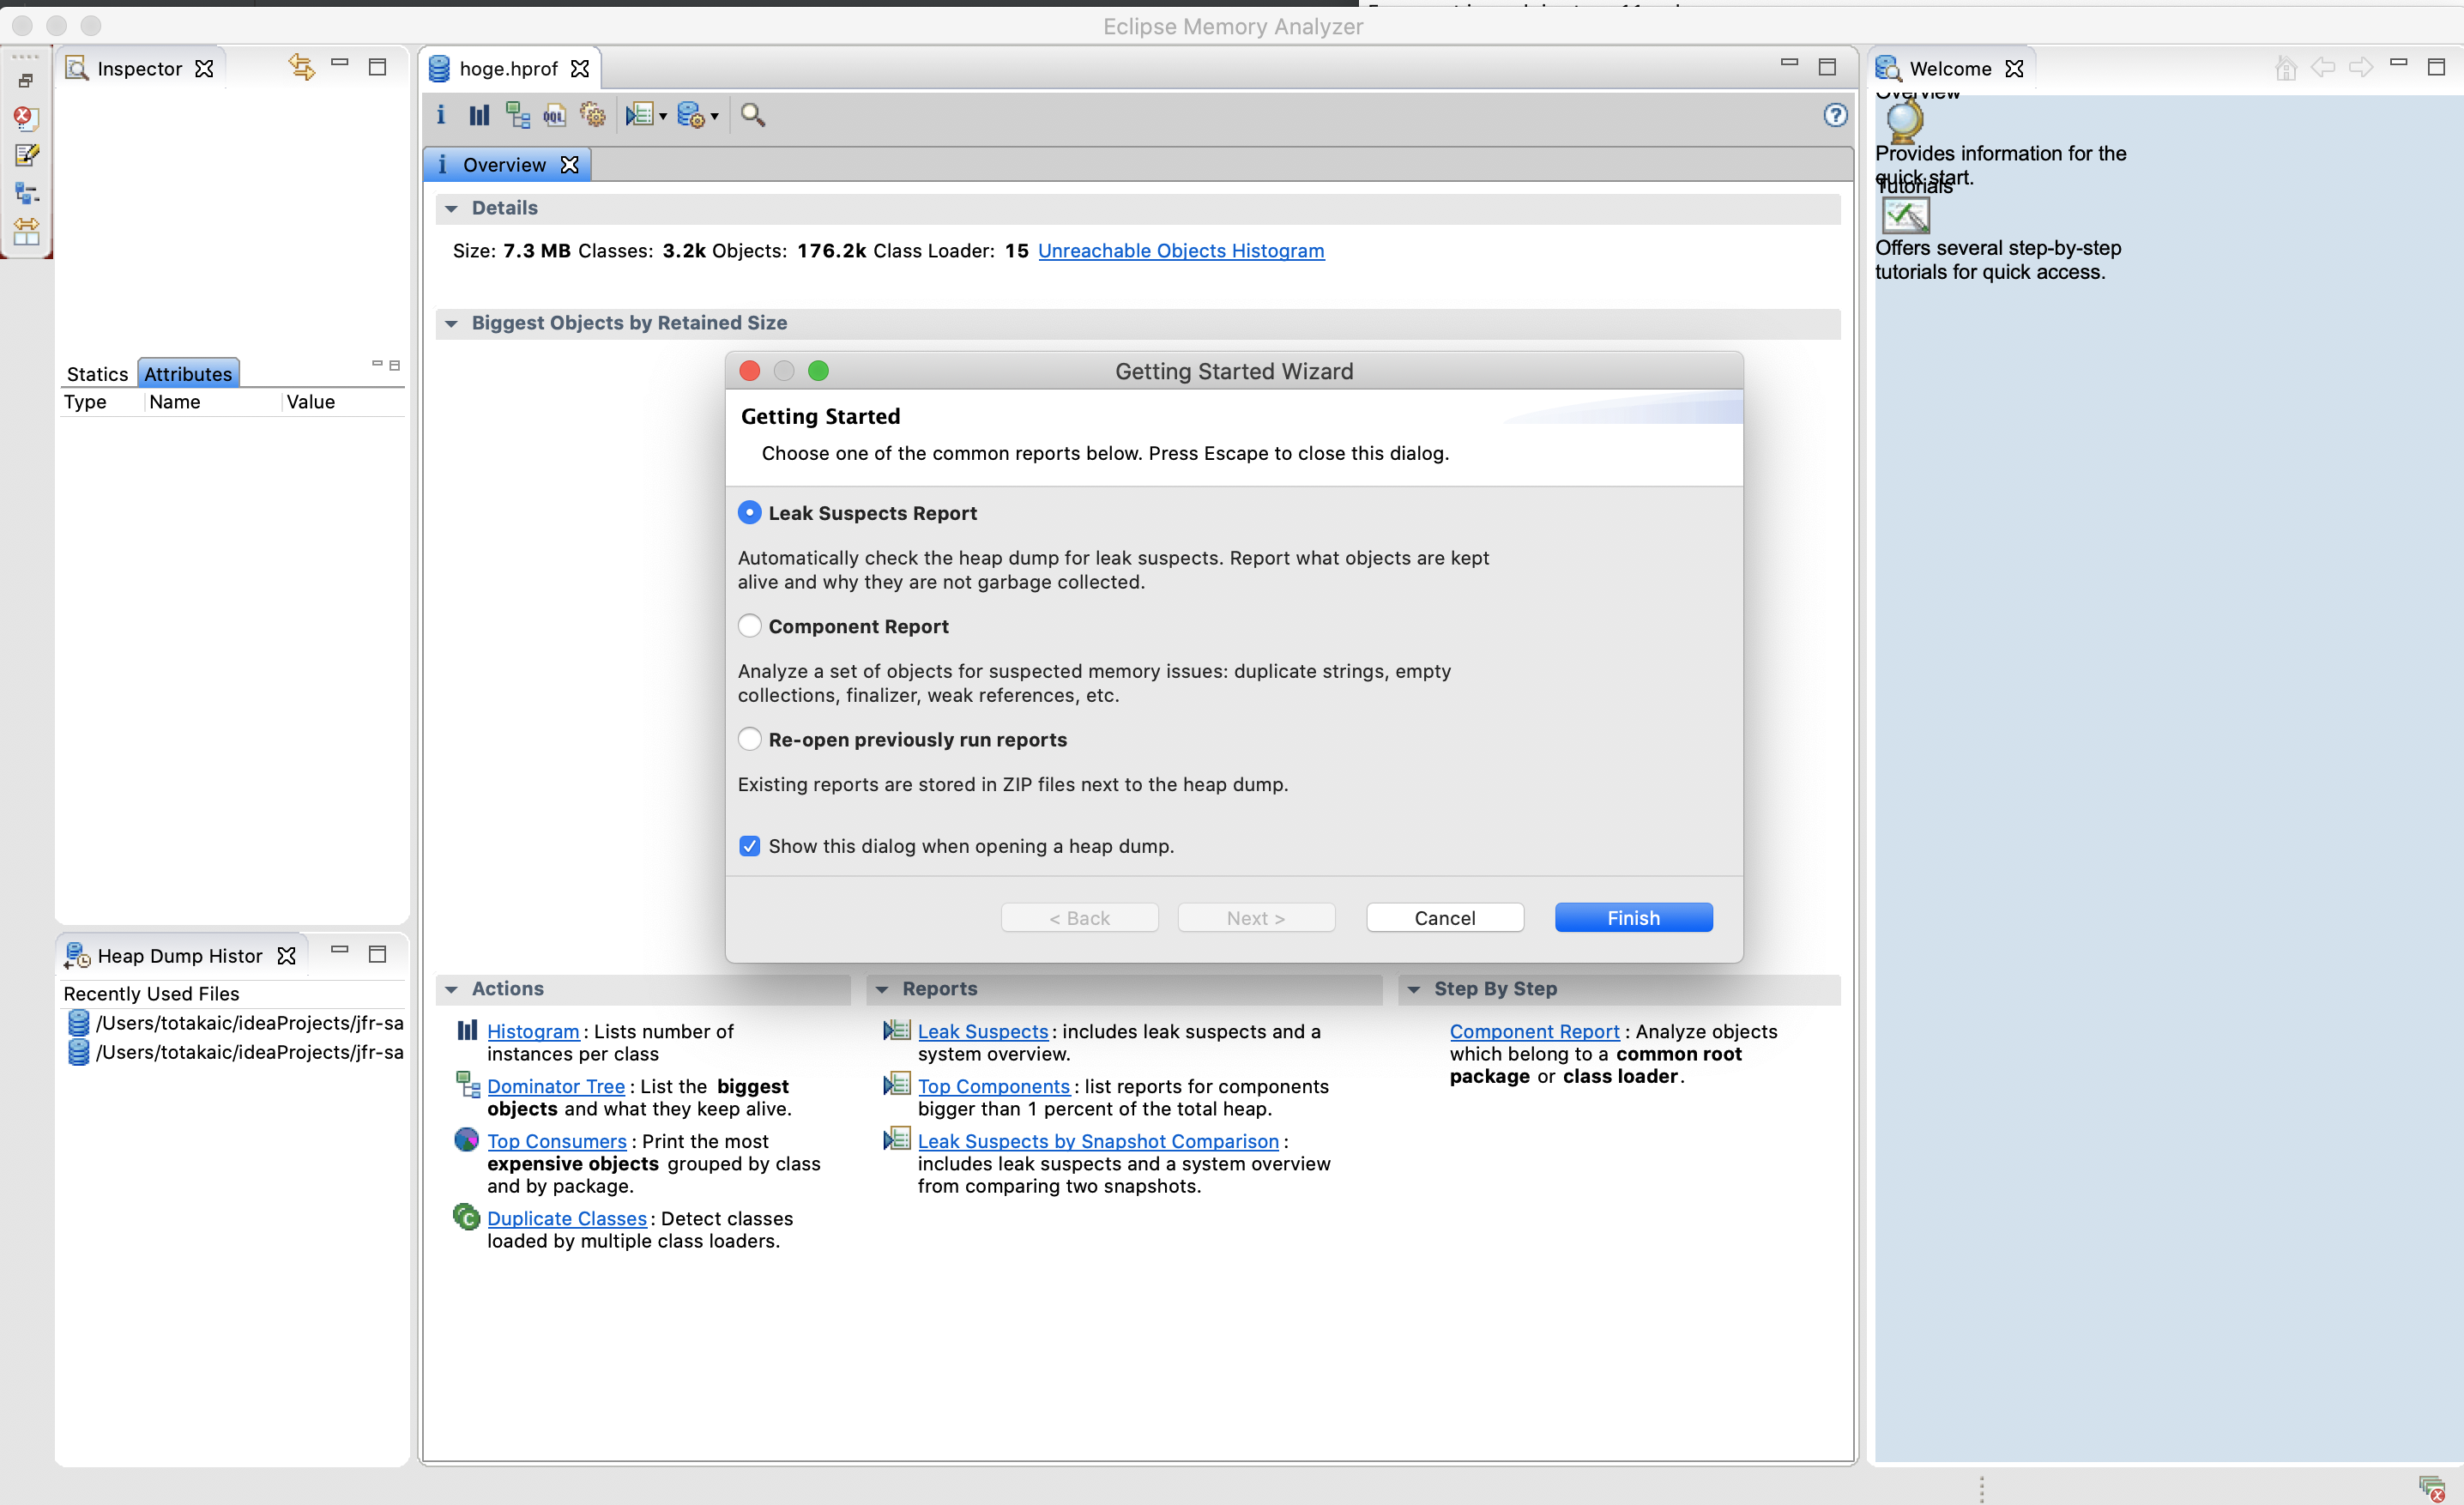 Eclipse Memory Analyzer
Inspector
Statics Attributes
Type Name Value
Heap Dump Histor
Recently Used Files
/Users/totakaic/ideaProjects/jfr-sa
/Users/totakaic/ideaProjects/jfr-sa
hoge.hprof
OQL
Overview
Details
Size: 7.3 MB Classes: 3.2k Objects: 176.2k Class Loader: 15 Unreachable Objects Histogram
Biggest Objects by Retained Size
Getting Started Wizard
Getting Started
Choose one of the common reports below. Press Escape to close this dialog.
Leak Suspects Report
Automatically check the heap dump for leak suspects. Report what objects are kept
alive and why they are not garbage collected.
Component Report
Analyze a set of objects for suspected memory issues: duplicate strings, empty
collections, finalizer, weak references, etc.
Re-open previously run reports
Existing reports are stored in ZIP files next to the heap dump.
Show this dialog when opening a heap dump.
< Back Next > Cancel Finish
Actions
Histogram: Lists number of
instances per class
Dominator Tree: List the biggest
objects and what they keep alive.
Top Consumers: Print the most
expensive objects grouped by class
and by package.
Duplicate Classes: Detect classes
loaded by multiple class loaders.
Reports
Leak Suspects: includes leak suspects and a
system overview.
Top Components: list reports for components
bigger than 1 percent of the total heap.
Leak Suspects by Snapshot Comparison:
includes leak suspects and a system overview
from comparing two snapshots.
Step By Step
Component Report: Analyze objects
which belong to a common root
package or class loader.
Welcome
Overview
Provides information for the
quick start.
Tutorials
Offers several step-by-step
tutorials for quick access.